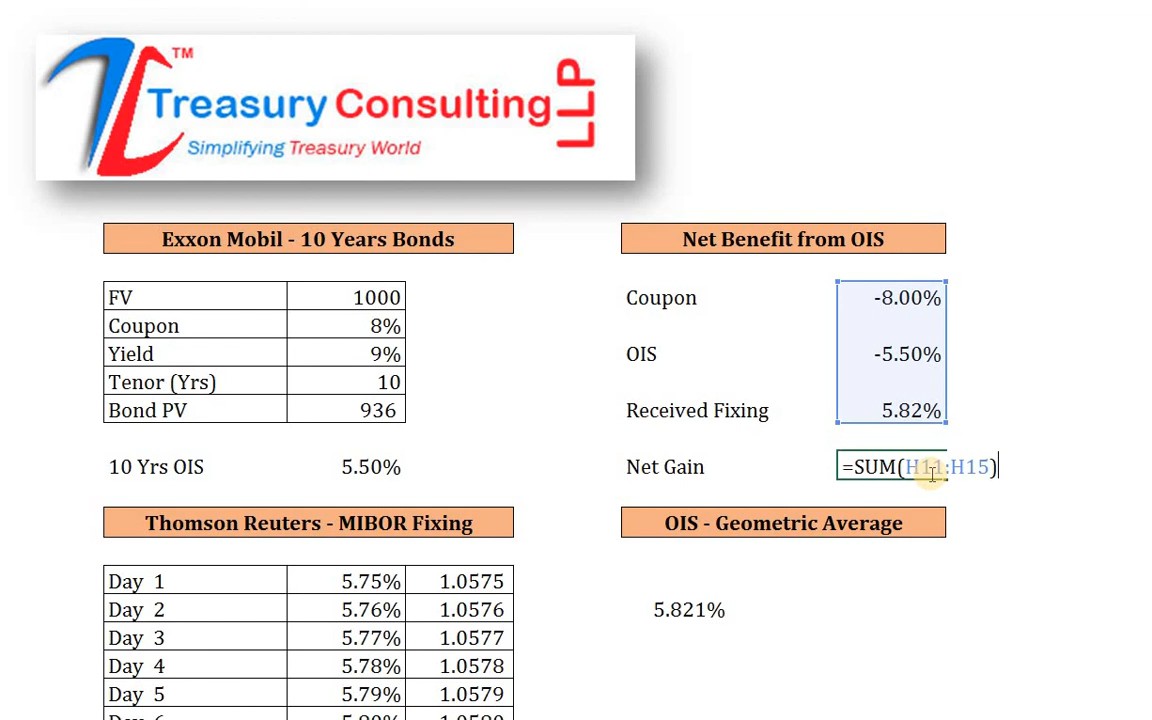 TM
Treasury Consulting LLP
Simplifying Treasury World
Exxon Mobil - 10 Years Bonds
FV 1000
Coupon 8%
Yield 9%
Tenor (Yrs) 10
Bond PV 936
10 Yrs OIS 5.50%
Net Benefit from OIS
Coupon -8.00%
OIS -5.50%
Received Fixing 5.82%
Net Gain =SUM(H11:H15)
Thomson Reuters - MIBOR Fixing
Day 1 5.75% 1.0575
Day 2 5.76% 1.0576
Day 3 5.77% 1.0577
Day 4 5.78% 1.0578
Day 5 5.79% 1.0579
OIS - Geometric Average
5.821%